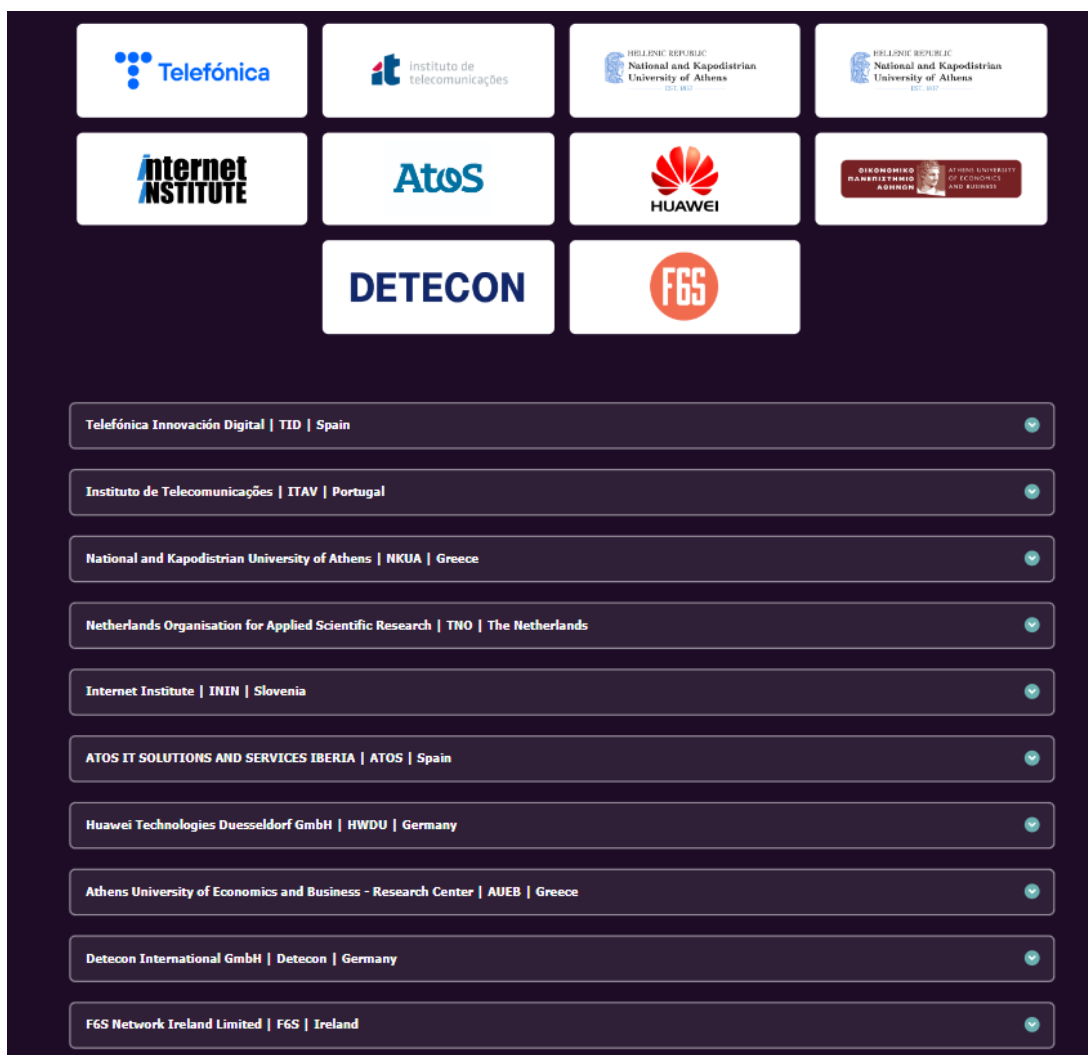 Telefónica
instituto de
telecomunicações
HELLENIC REPUBLIC
National and Kapodistrian
University of Athens
EST. 1837
HELLENIC REPUBLIC
National and Kapodistrian
University of Athens
EST. 1837
internet
INSTITUTE
Atos
HUAWEI
ΟΙΚΟΝΟΜΙΚΟ
ΠΑΝΕΠΙΣΤΗΜΙΟ
ΑΘΗΝΩΝ
ATHENS UNIVERSITY
OF ECONOMICS
AND BUSINESS
DETECON
F6S
Telefónica Innovación Digital | TID | Spain
Instituto de Telecomunicações | ITAV | Portugal
National and Kapodistrian University of Athens | NKUA | Greece
Netherlands Organisation for Applied Scientific Research | TNO | The Netherlands
Internet Institute | ININ | Slovenia
ATOS IT SOLUTIONS AND SERVICES IBERIA | ATOS | Spain
Huawei Technologies Duesseldorf GmbH | HWDU | Germany
Athens University of Economics and Business - Research Center | AUEB | Greece
Detecon International GmbH | Detecon | Germany
F6S Network Ireland Limited | F6S | Ireland